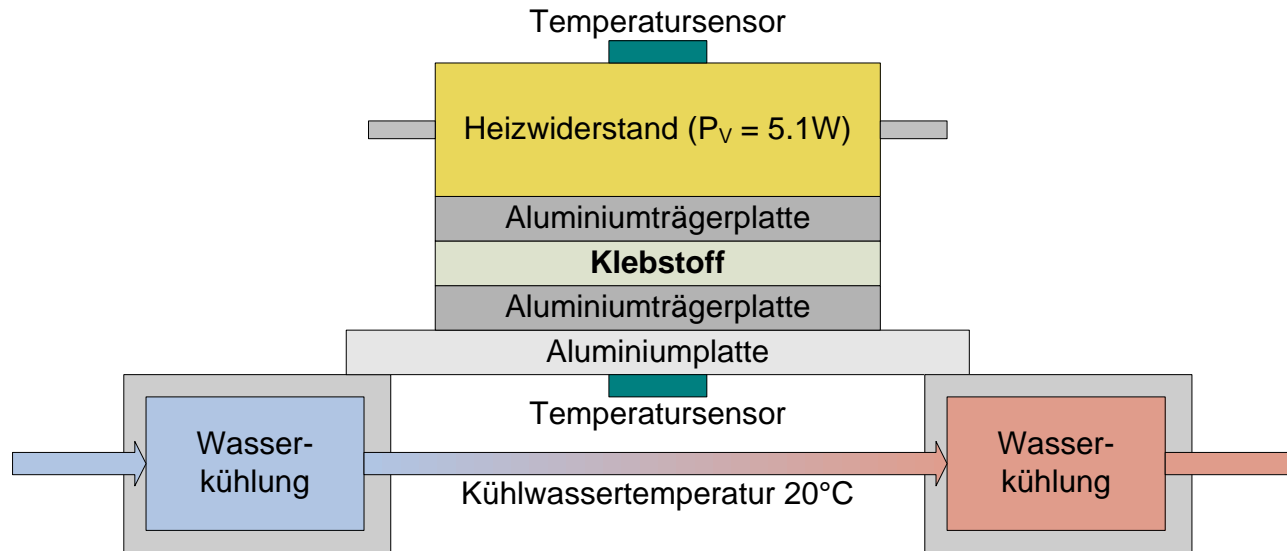 Temperatursensor
Heizwiderstand (PV = 5.1W)
Aluminiumträgerplatte
Klebstoff
Aluminiumträgerplatte
Aluminiumplatte
Temperatursensor
Wasser-
kühlung
Kühlwassertemperatur 20°C
Wasser-
kühlung